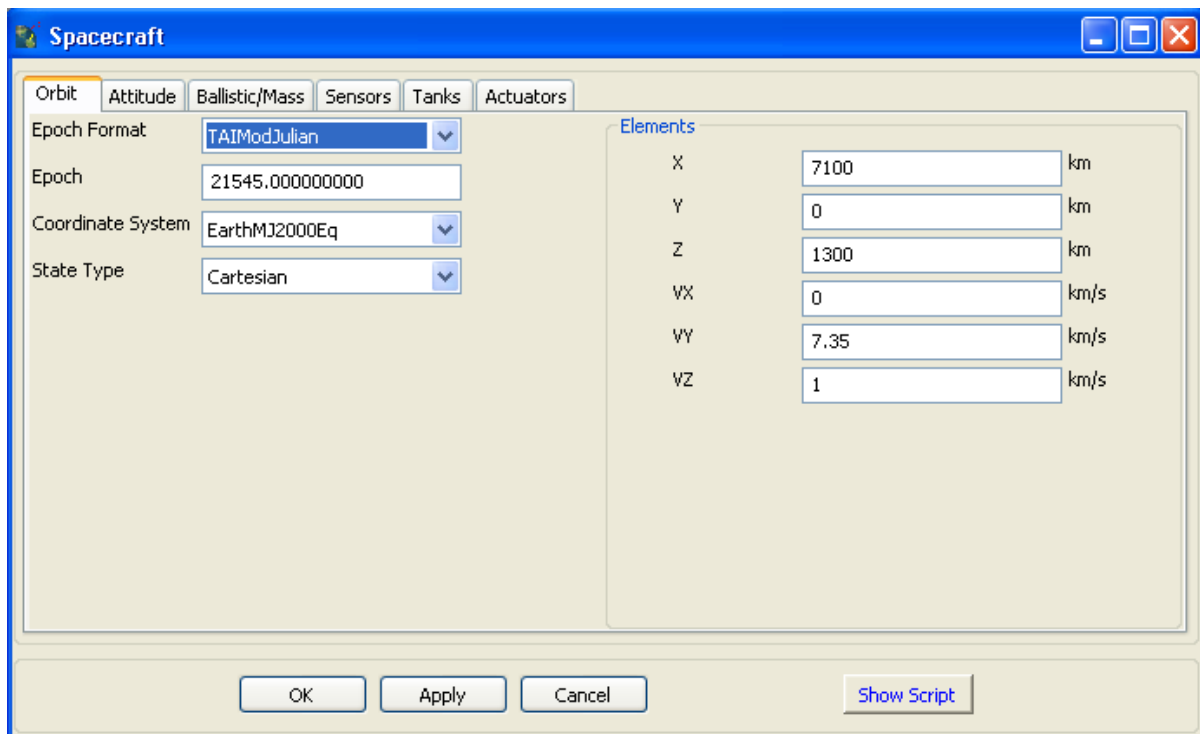 Spacecraft
Orbit Attitude Ballistic/Mass Sensors Tanks Actuators
Epoch Format TAIModJulian
Epoch 21545.000000000
Coordinate System EarthMJ2000Eq
State Type Cartesian
Elements
X 7100 km
Y 0 km
Z 1300 km
VX 0 km/s
VY 7.35 km/s
VZ 1 km/s
OK Apply Cancel Show Script